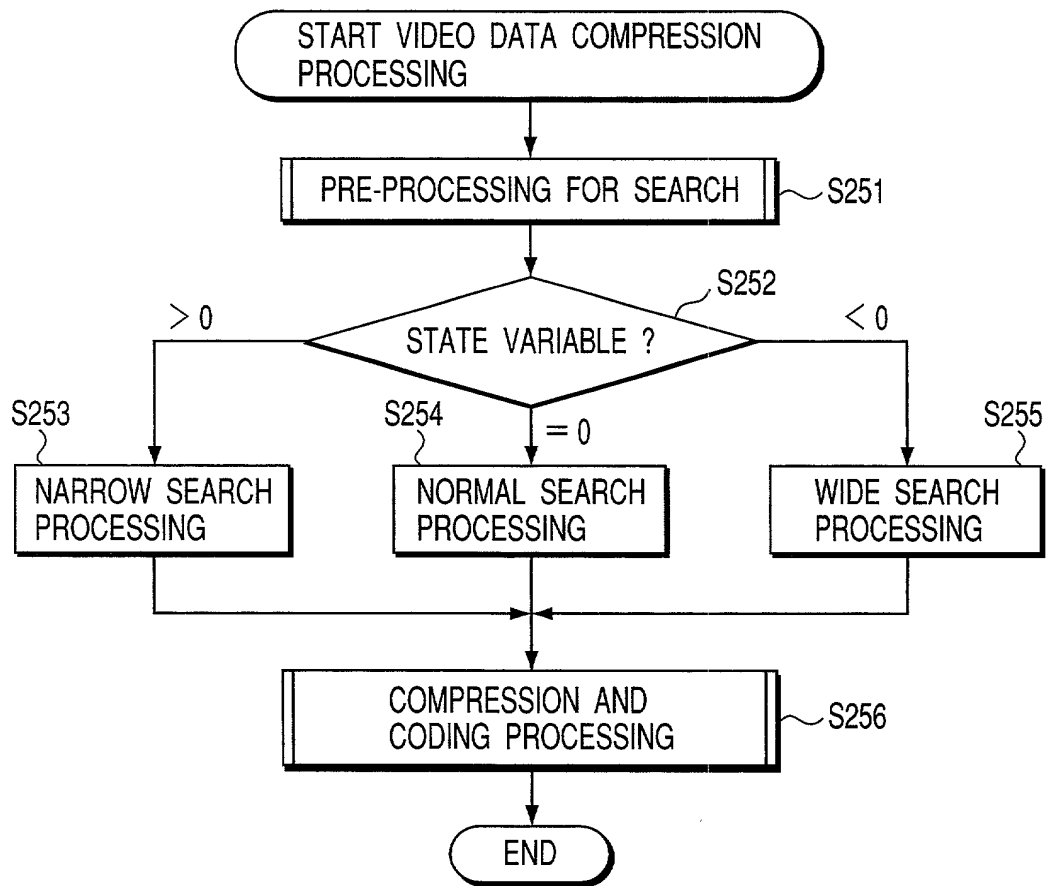 START VIDEO DATA COMPRESSION
PROCESSING
PRE-PROCESSING FOR SEARCH
S251
S252
> 0
< 0
STATE VARIABLE ?
S253
S254
= 0
S255
NARROW SEARCH
PROCESSING
NORMAL SEARCH
PROCESSING
WIDE SEARCH
PROCESSING
COMPRESSION AND
CODING PROCESSING
S256
END